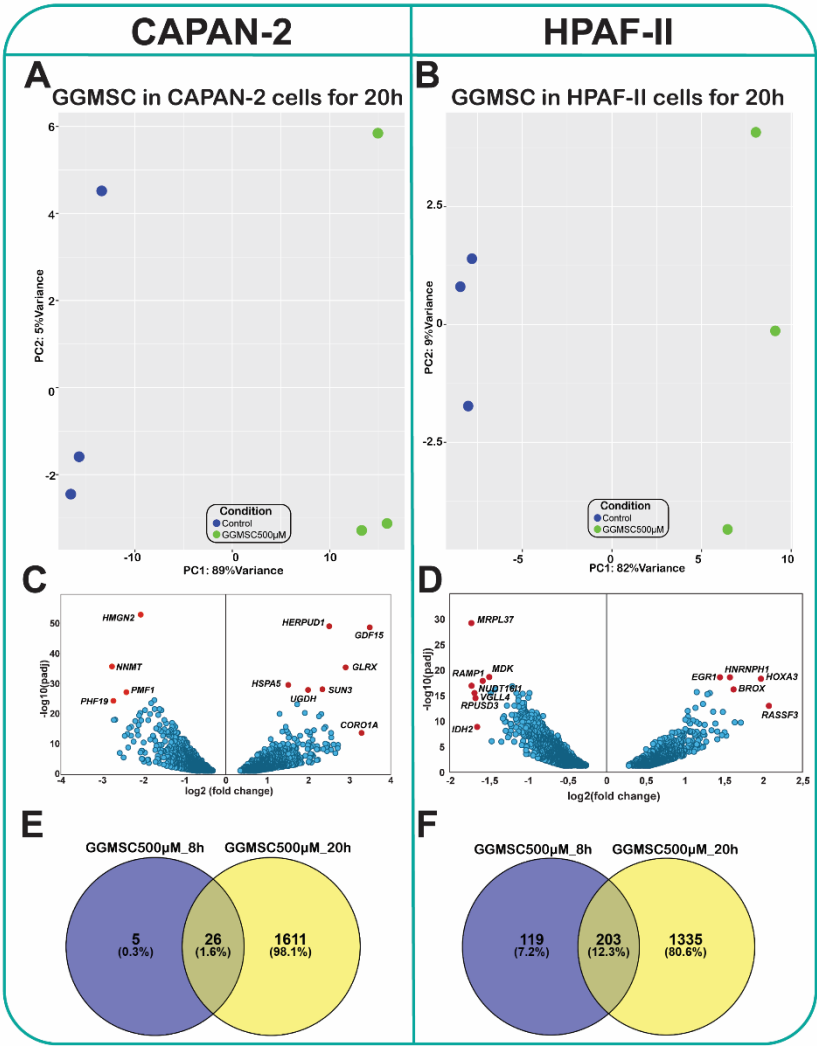 CAPAN-2
HPAF-II
A
GGMSC in CAPAN-2 cells for 20h
6
4
2
0
-2
PC2: 5%Variance
Condition
Control
GGMSC500µM
-10
0
10
PC1: 89%Variance
B
GGMSC in HPAF-II cells for 20h
2.5
0
-2.5
PC2: 9%Variance
Condition
Control
GGMSC500µM
-5
0
5
10
PC1: 82%Variance
C
50
40
30
20
10
0
-log10(padj)
HMGN2
HERPUD1
GDF15
NNMT
GLRX
PMF1
HSPA5
SUN3
PHF19
UGDH
CORO1A
-4
-3
-2
-1
0
1
2
3
4
log2 (fold change)
D
30
25
20
15
10
5
0
-log10(padj)
MRPL37
RAMP1
MDK
NUDT16l1
VGLL4
RPUSD3
IDH2
EGR1
HNRNPH1
HOXA3
BROX
RASSF3
-2
-1,5
-1
-0,5
0
0,5
1
1,5
2
2,5
log2(fold change)
E
GGMSC500µM_8h
GGMSC500µM_20h
5
(0.3%)
26
(1.6%)
1611
(98.1%)
F
GGMSC500µM_8h
GGMSC500µM_20h
119
(7.2%)
203
(12.3%)
1335
(80.6%)